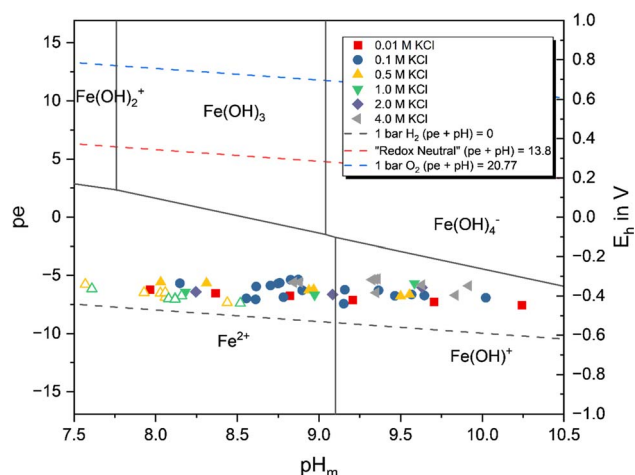 15
10
5
0
−5
−10
−15
pe
1.0
0.8
0.6
0.4
0.2
0.0
−0.2
−0.4
−0.6
−0.8
−1.0
E_h in V
Fe(OH)₂⁺
Fe(OH)₃
Fe(OH)₄⁻
Fe²⁺
Fe(OH)⁺
0.01 M KCl
0.1 M KCl
0.5 M KCl
1.0 M KCl
2.0 M KCl
4.0 M KCl
1 bar H₂ (pe + pH) = 0
"Redox Neutral" (pe + pH) = 13.8
1 bar O₂ (pe + pH) = 20.77
7.5 8.0 8.5 9.0 9.5 10.0 10.5
pH_m